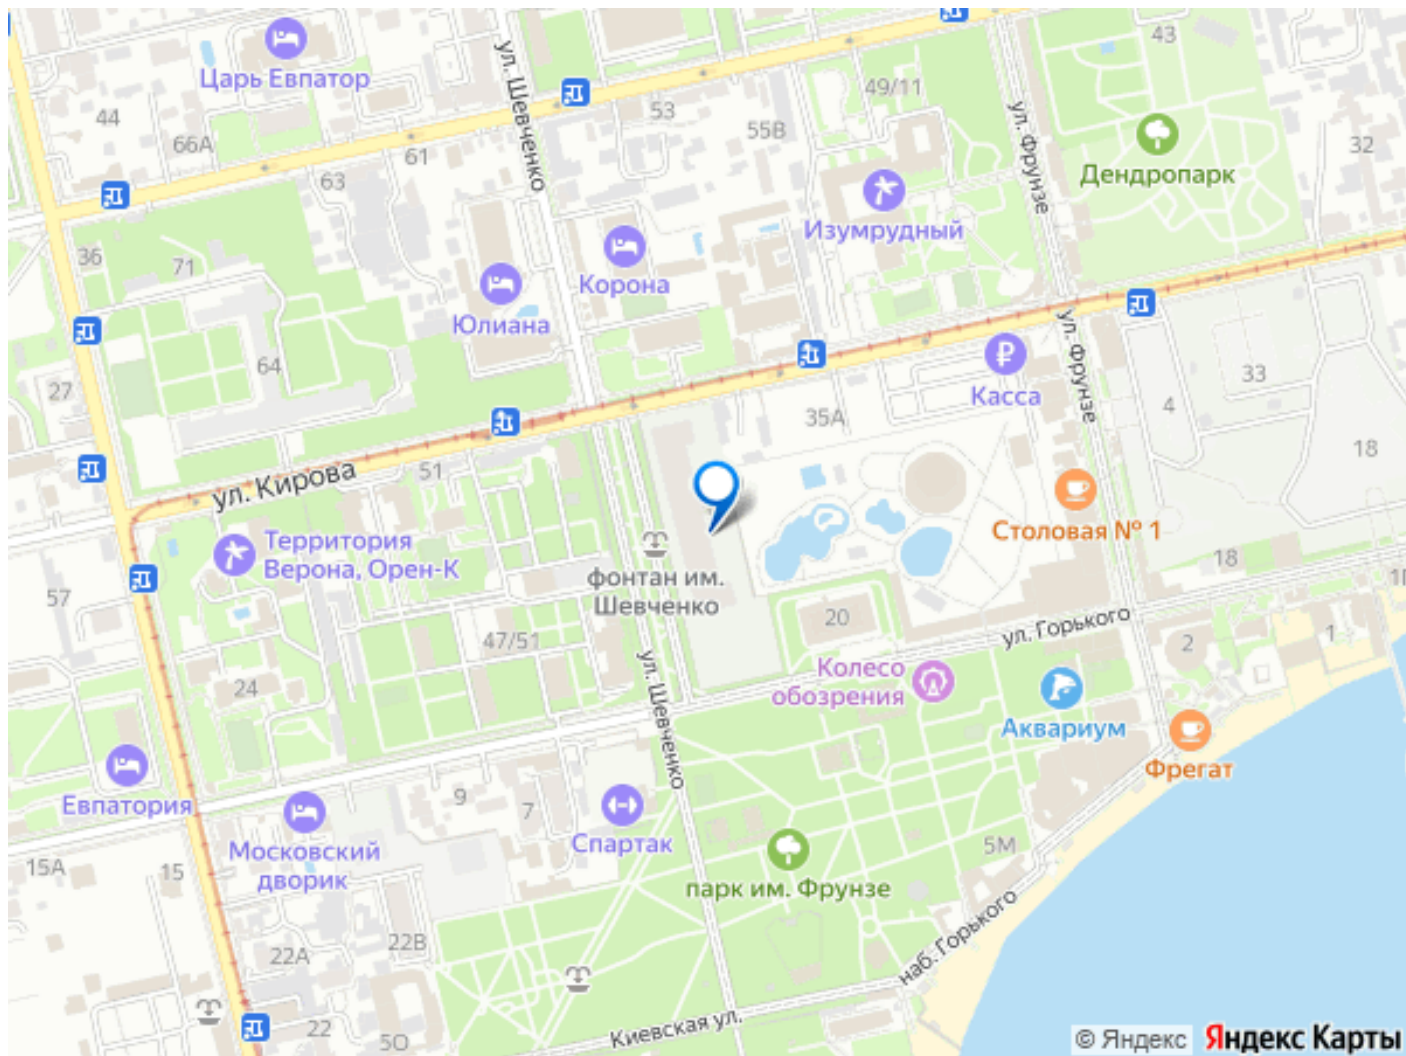 43
Царь Евпатор
ул. Шевченко
49/11
44
53
55В
ул. Фрунзе
66А
61
32
63
Дендропарк
Изумрудный
36
71
Корона
Юлиана
ул. Фрунзе
64
27
Касса
33
4
35А
51
18
ул. Кирова
Столовая № 1
Территория
Верона, Орен-К
18
фонтан им.
Шевченко
57
20
ул. Горького
2
1
47/51
24
ул. Шевченко
Колесо
обозрения
Аквариум
Фрегат
Евпатория
9
7
Спартак
Московский
дворик
15А
15
5М
парк им. Фрунзе
22В
22А
наб. Горького
22
50
Киевская ул.
© Яндекс Яндекс Карты